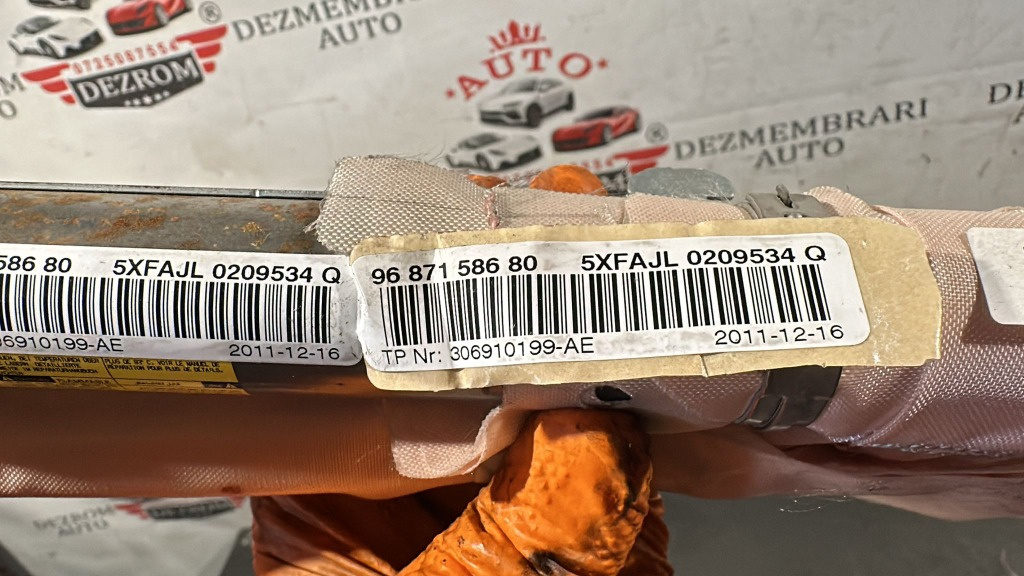 DEZMEMBRARI
AUTO
0725067554
DEZROM
AUTO
DEZMEMBRARI
AUTO
586 80 5XFAJL 0209534 Q
96 871 586 80 5XFAJL 0209534 Q
06910199-AE
2011-12-16
TP Nr: 306910199-AE
2011-12-16
DEZROM
AUTO